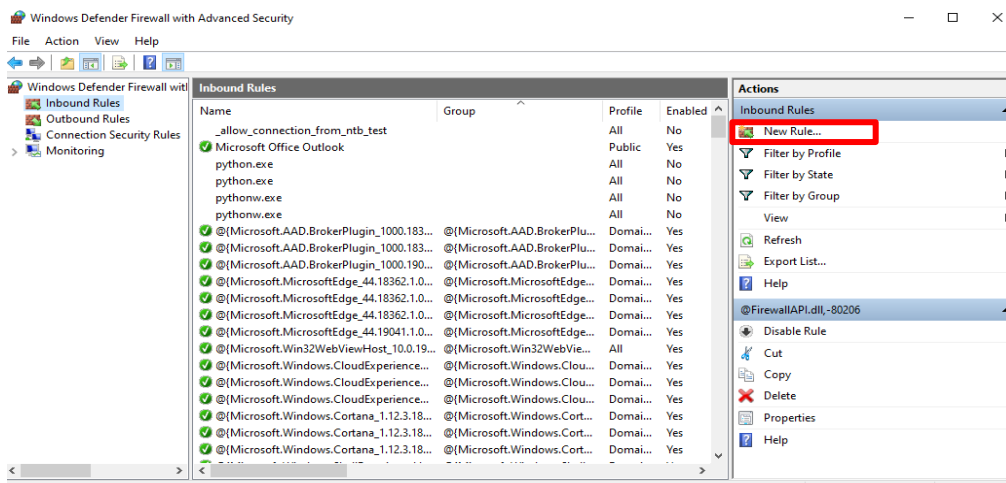 Windows Defender Firewall with Advanced Security
File Action View Help
Windows Defender Firewall witl
Inbound Rules
Outbound Rules
Connection Security Rules
Monitoring
Inbound Rules
Name Group Profile Enabled
_allow_connection_from_ntb_test All No
Microsoft Office Outlook Public Yes
python.exe All No
python.exe All No
pythonw.exe All No
pythonw.exe All No
@{Microsoft.AAD.BrokerPlugin_1000.183... @{Microsoft.AAD.BrokerPlu... Domai... Yes
@{Microsoft.AAD.BrokerPlugin_1000.183... @{Microsoft.AAD.BrokerPlu... Domai... Yes
@{Microsoft.AAD.BrokerPlugin_1000.190... @{Microsoft.AAD.BrokerPlu... Domai... Yes
@{Microsoft.MicrosoftEdge_44.18362.1.0... @{Microsoft.MicrosoftEdge... Domai... Yes
@{Microsoft.MicrosoftEdge_44.18362.1.0... @{Microsoft.MicrosoftEdge... Domai... Yes
@{Microsoft.MicrosoftEdge_44.18362.1.0... @{Microsoft.MicrosoftEdge... Domai... Yes
@{Microsoft.MicrosoftEdge_44.19041.1.0... @{Microsoft.MicrosoftEdge... Domai... Yes
@{Microsoft.Win32WebViewHost_10.0.19... @{Microsoft.Win32WebVie... All Yes
@{Microsoft.Windows.CloudExperience... @{Microsoft.Windows.Clou... Domai... Yes
@{Microsoft.Windows.CloudExperience... @{Microsoft.Windows.Clou... Domai... Yes
@{Microsoft.Windows.CloudExperience... @{Microsoft.Windows.Clou... Domai... Yes
@{Microsoft.Windows.Cortana_1.12.3.18... @{Microsoft.Windows.Cort... Domai... Yes
@{Microsoft.Windows.Cortana_1.12.3.18... @{Microsoft.Windows.Cort... Domai... Yes
@{Microsoft.Windows.Cortana_1.12.3.18... @{Microsoft.Windows.Cort... Domai... Yes
Actions
Inbound Rules
New Rule...
Filter by Profile
Filter by State
Filter by Group
View
Refresh
Export List...
Help
@FirewallAPI.dll,-80206
Disable Rule
Cut
Copy
Delete
Properties
Help